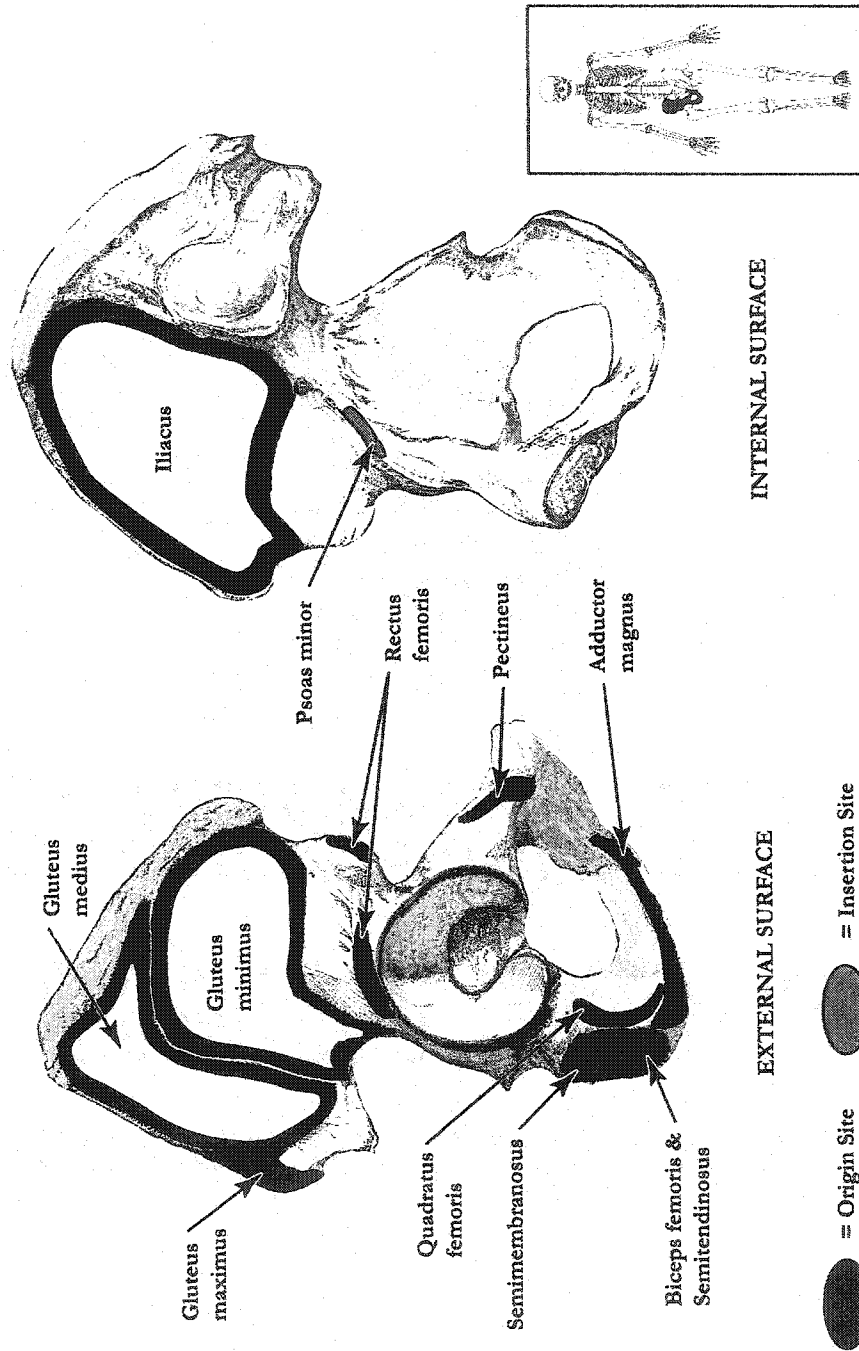 Gluteus
medius
Gluteus
maximus
Gluteus
minimus
Iliacus
Psoas minor
Rectus
femoris
Pectineus
Quadratus
femoris
Semimembranosus
Adductor
magnus
Biceps femoris &
Semitendinosus
EXTERNAL SURFACE
INTERNAL SURFACE
= Origin Site
= Insertion Site